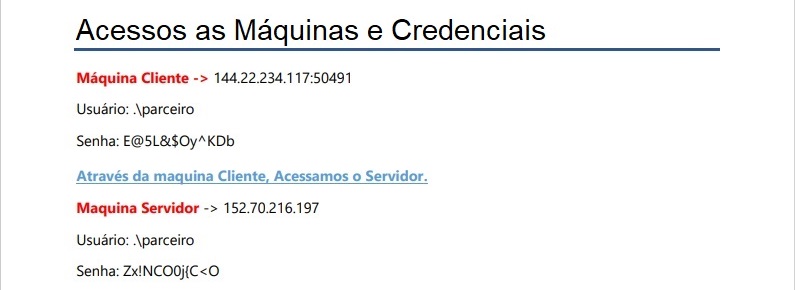 Acessos as Máquinas e Credenciais
Máquina Cliente -> 144.22.234.117:50491
Usuário: .\parceiro
Senha: E@5L&$Oy^KDb
Através da maquina Cliente, Acessamos o Servidor.
Maquina Servidor -> 152.70.216.197
Usuário: .\parceiro
Senha: Zx!NCO0j{C<O